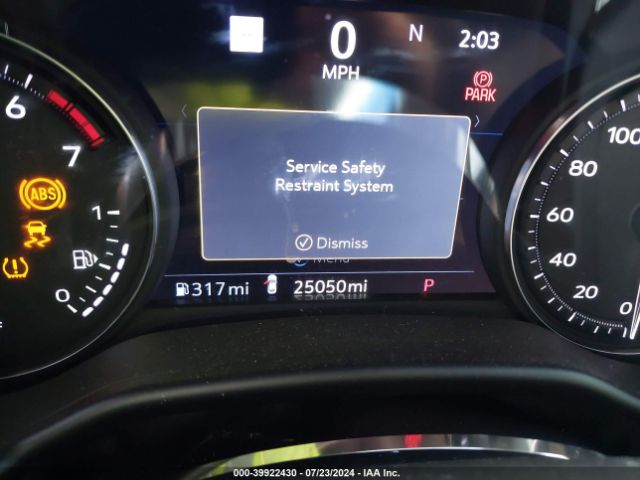 0
MPH
N
2:03
PARK
Service Safety
Restraint System
Dismiss
Menu
317mi
25050mi
P
6
7
ABS
1
0
100
80
60
40
20
0
000-39922430 - 07/23/2024 - IAA Inc.